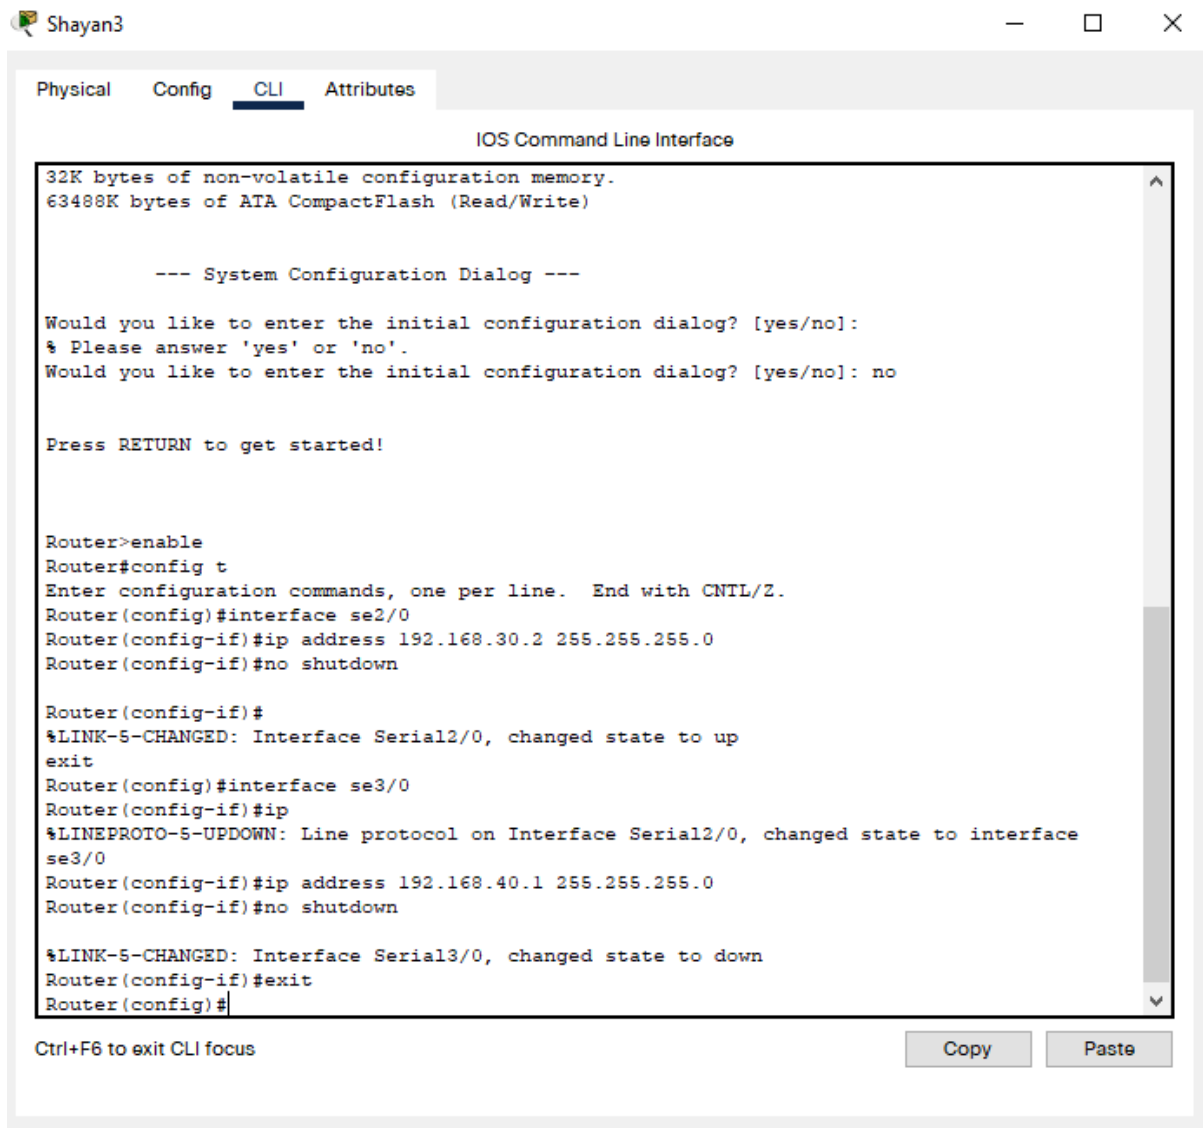 Shayan3
Physical Config CLI Attributes
IOS Command Line Interface
32K bytes of non-volatile configuration memory.
63488K bytes of ATA CompactFlash (Read/Write)
--- System Configuration Dialog ---
Would you like to enter the initial configuration dialog? [yes/no]:
% Please answer 'yes' or 'no'.
Would you like to enter the initial configuration dialog? [yes/no]: no
Press RETURN to get started!
Router>enable
Router#config t
Enter configuration commands, one per line.  End with CNTL/Z.
Router(config)#interface se2/0
Router(config-if)#ip address 192.168.30.2 255.255.255.0
Router(config-if)#no shutdown
Router(config-if)#
%LINK-5-CHANGED: Interface Serial2/0, changed state to up
exit
Router(config)#interface se3/0
Router(config-if)#ip
%LINEPROTO-5-UPDOWN: Line protocol on Interface Serial2/0, changed state to interface
se3/0
Router(config-if)#ip address 192.168.40.1 255.255.255.0
Router(config-if)#no shutdown
%LINK-5-CHANGED: Interface Serial3/0, changed state to down
Router(config-if)#exit
Router(config)#
Ctrl+F6 to exit CLI focus
Copy Paste